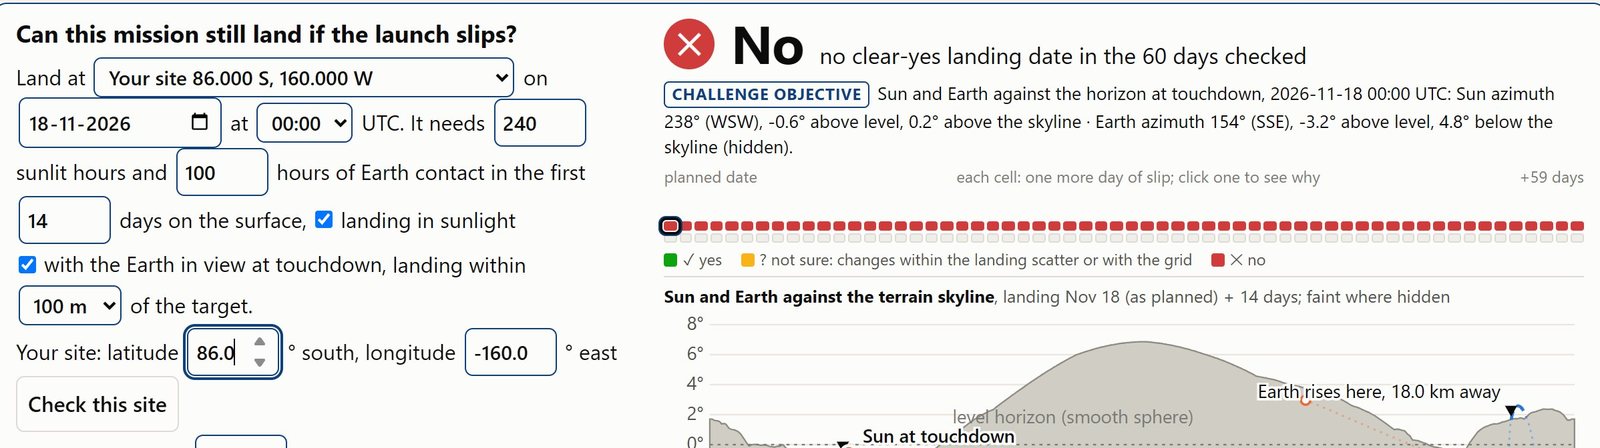 Can this mission still land if the launch slips?
Land at Your site 86.000 S, 160.000 W on
18-11-2026 at 00:00 UTC. It needs 240
sunlit hours and 100 hours of Earth contact in the first
14 days on the surface, landing in sunlight
with the Earth in view at touchdown, landing within
100 m of the target.
Your site: latitude 86.0 ° south, longitude -160.0 ° east
Check this site
No no clear-yes landing date in the 60 days checked
CHALLENGE OBJECTIVE Sun and Earth against the horizon at touchdown, 2026-11-18 00:00 UTC: Sun azimuth
238° (WSW), -0.6° above level, 0.2° above the skyline · Earth azimuth 154° (SSE), -3.2° above level, 4.8° below the
skyline (hidden).
planned date each cell: one more day of slip; click one to see why +59 days
✓ yes ? not sure: changes within the landing scatter or with the grid ✕ no
Sun and Earth against the terrain skyline, landing Nov 18 (as planned) + 14 days; faint where hidden
8°
6°
4°
Earth rises here, 18.0 km away
2°
level horizon (smooth sphere)
0°
Sun at touchdown